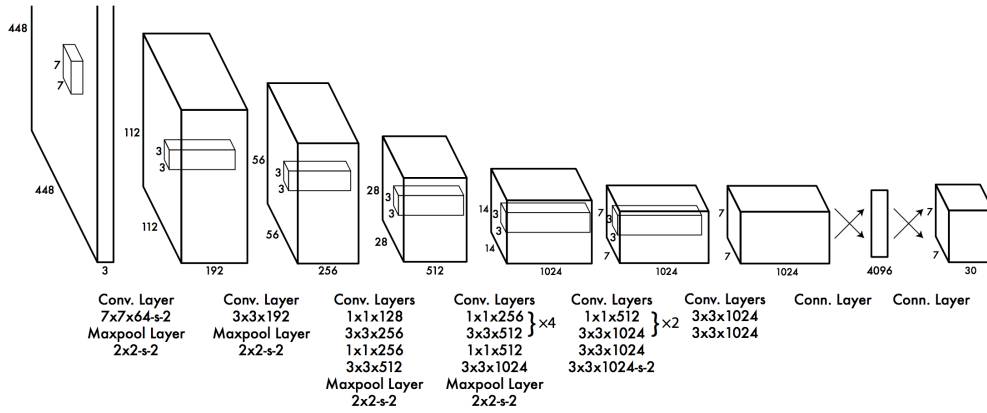 448
7
7
448
3
112
3
3
112
192
56
3
3
56
256
28
3
3
28
512
14
3
3
14
1024
7
3
3
7
1024
7
7
1024
4096
7
7
30
Conv. Layer
7x7x64-s-2
Maxpool Layer
2x2-s-2
Conv. Layer
3x3x192
Maxpool Layer
2x2-s-2
Conv. Layers
1x1x128
3x3x256
1x1x256
3x3x512
Maxpool Layer
2x2-s-2
Conv. Layers
1x1x256
3x3x512
}×4
1x1x512
3x3x1024
Maxpool Layer
2x2-s-2
Conv. Layers
1x1x512
3x3x1024
}×2
3x3x1024
3x3x1024-s-2
Conv. Layers
3x3x1024
3x3x1024
Conn. Layer
Conn. Layer